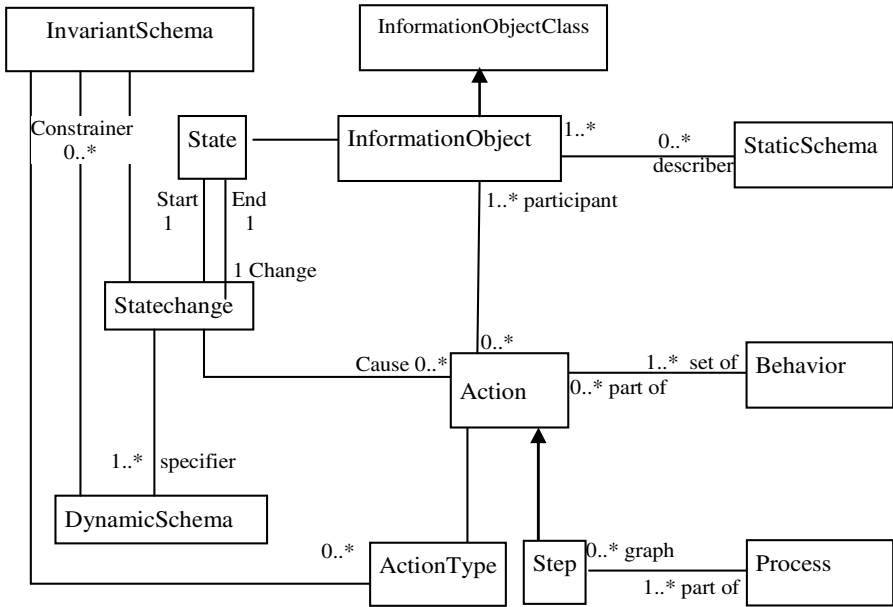 InvariantSchema
InformationObjectClass
Constrainer
0..*
State
InformationObject
1..*
0..*
describer
StaticSchema
Start
1
End
1
1..* participant
1 Change
Statechange
Cause 0..*
0..*
Action
1..* set of
0..* part of
Behavior
1..* specifier
DynamicSchema
0..*
ActionType
Step
0..* graph
1..* part of
Process